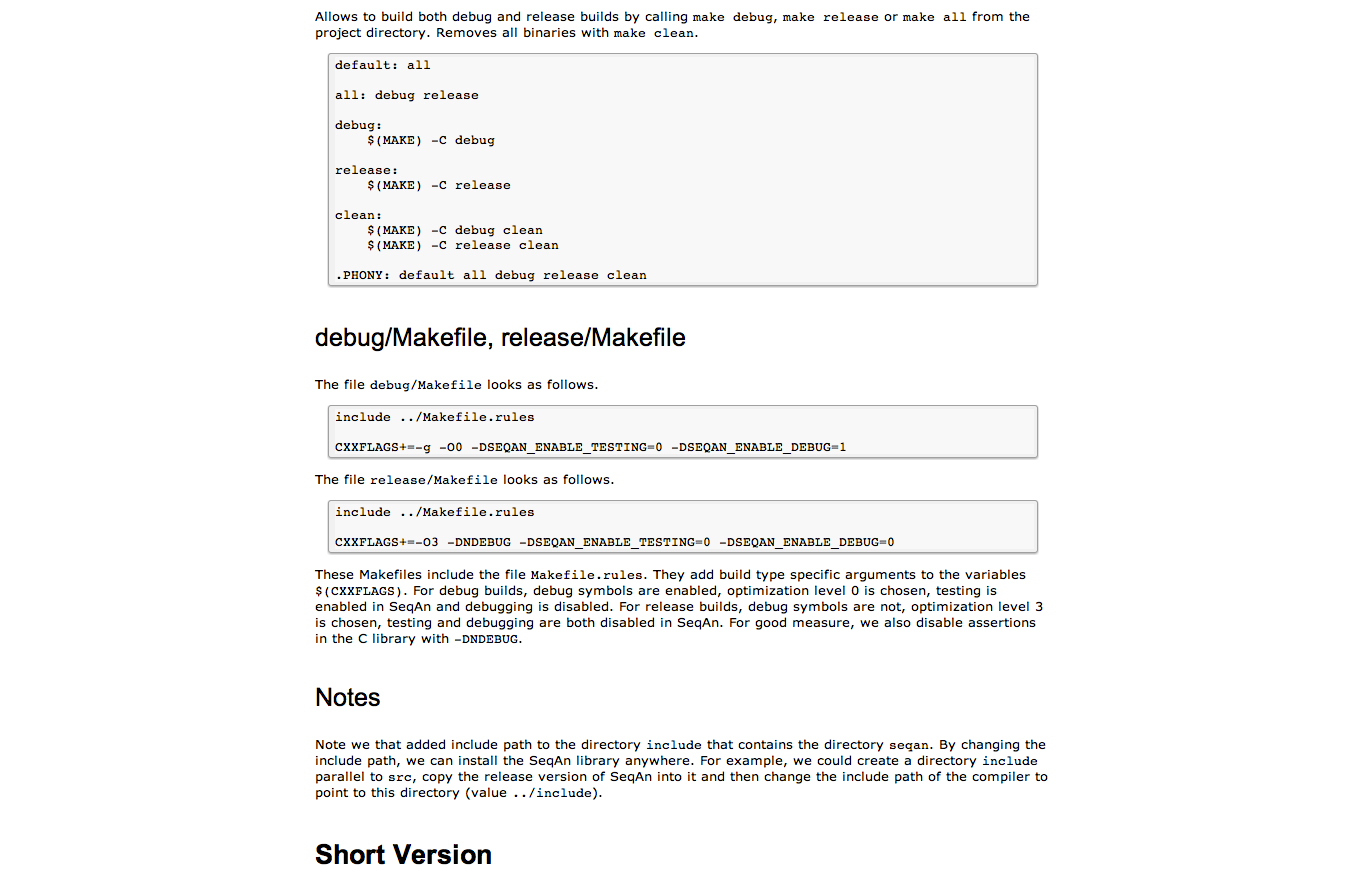 Allows to build both debug and release builds by calling make debug, make release or make all from the
project directory. Removes all binaries with make clean.
default: all
all: debug release
debug:
$(MAKE) -C debug
release:
$(MAKE) -C release
clean:
$(MAKE) -C debug clean
$(MAKE) -C release clean
.PHONY: default all debug release clean
debug/Makefile, release/Makefile
The file debug/Makefile looks as follows.
include ../Makefile.rules
CXXFLAGS+=-g -O0 -DSEQAN_ENABLE_TESTING=0 -DSEQAN_ENABLE_DEBUG=1
The file release/Makefile looks as follows.
include ../Makefile.rules
CXXFLAGS+=-O3 -DNDEBUG -DSEQAN_ENABLE_TESTING=0 -DSEQAN_ENABLE_DEBUG=0
These Makefiles include the file Makefile.rules. They add build type specific arguments to the variables
$(CXXFLAGS). For debug builds, debug symbols are enabled, optimization level 0 is chosen, testing is
enabled in SeqAn and debugging is disabled. For release builds, debug symbols are not, optimization level 3
is chosen, testing and debugging are both disabled in SeqAn. For good measure, we also disable assertions
in the C library with -DNDEBUG.
Notes
Note we that added include path to the directory include that contains the directory seqan. By changing the
include path, we can install the SeqAn library anywhere. For example, we could create a directory include
parallel to src, copy the release version of SeqAn into it and then change the include path of the compiler to
point to this directory (value ../include).
Short Version